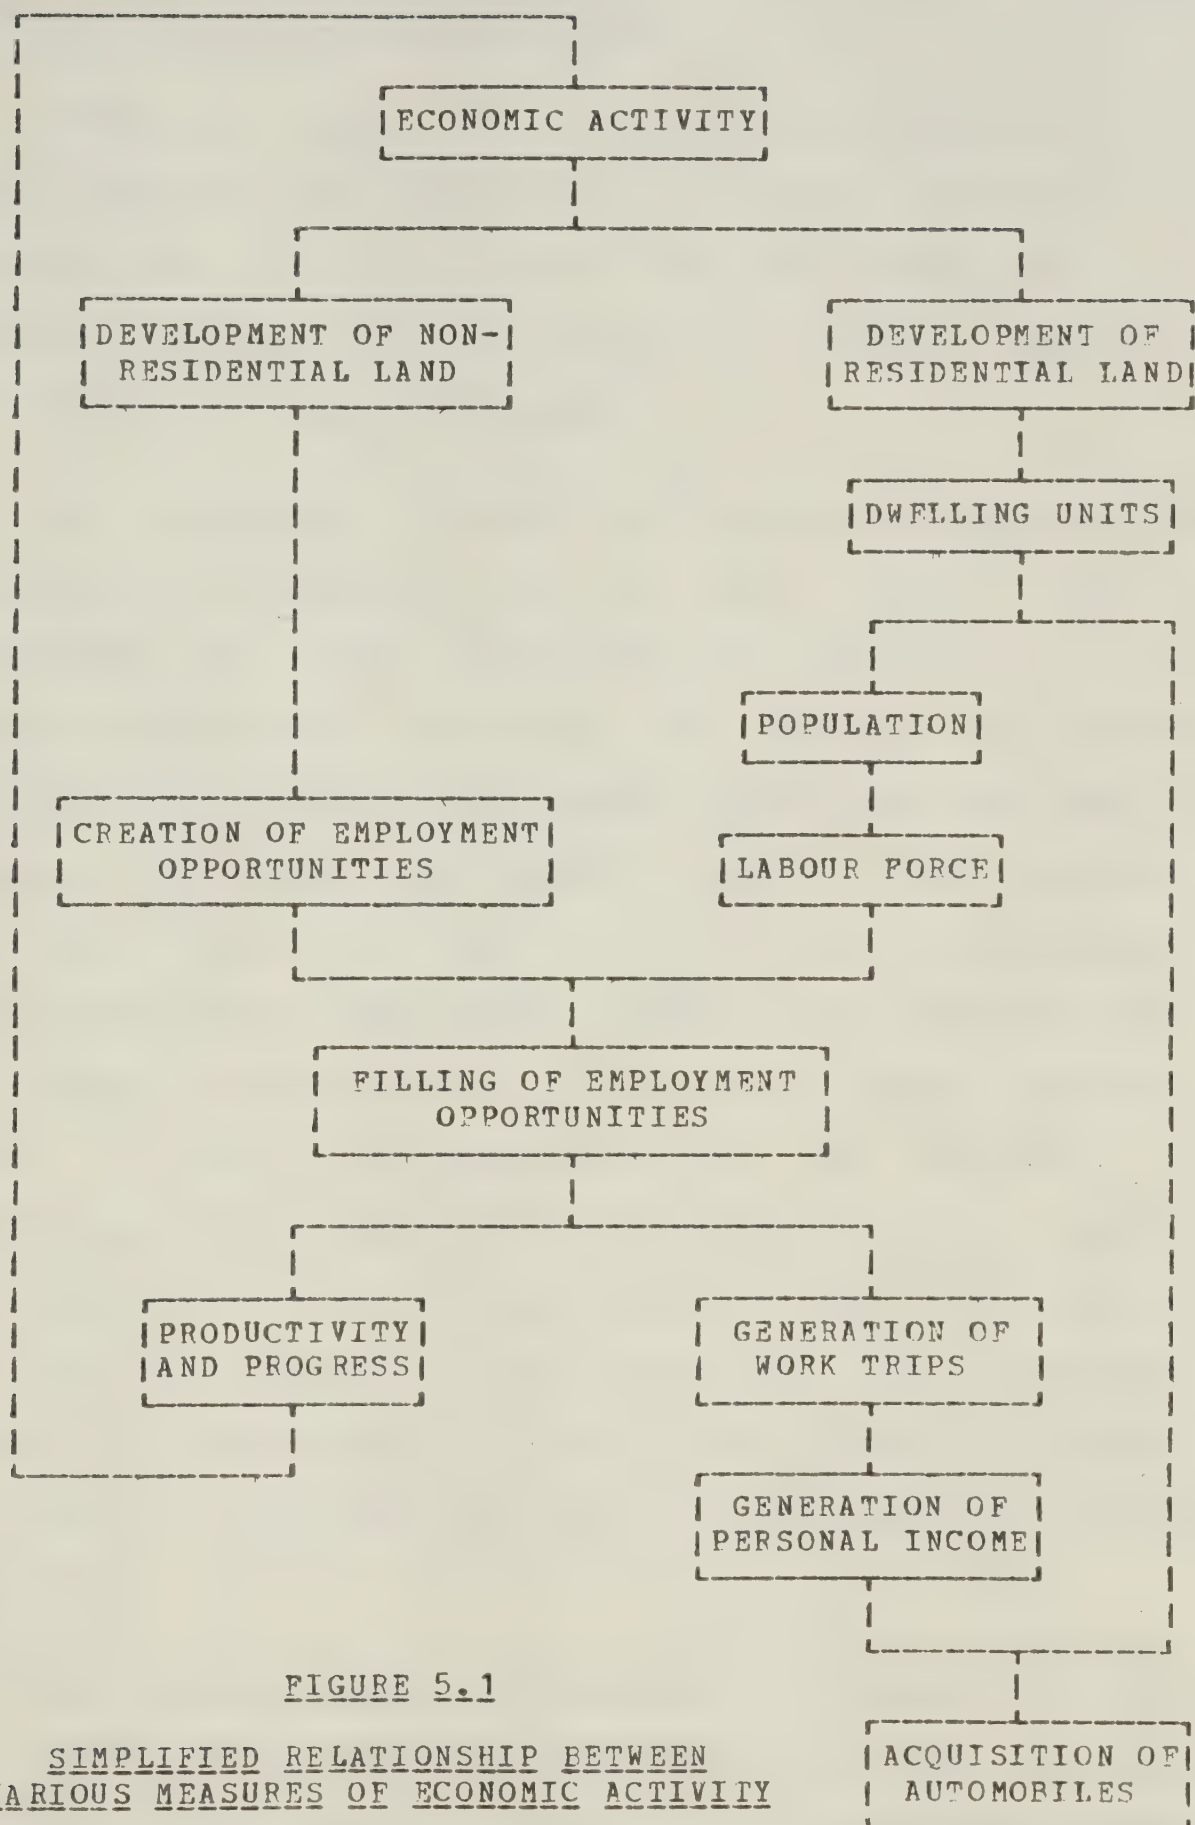 ECONOMIC ACTIVITY
DEVELOPMENT OF NON-
RESIDENTIAL LAND
DEVELOPMENT OF
RESIDENTIAL LAND
DWELLING UNITS
POPULATION
CREATION OF EMPLOYMENT
OPPORTUNITIES
LABOUR FORCE
FILLING OF EMPLOYMENT
OPPORTUNITIES
PRODUCTIVITY
AND PROGRESS
GENERATION OF
WORK TRIPS
GENERATION OF
PERSONAL INCOME
FIGURE 5.1
SIMPLIFIED RELATIONSHIP BETWEEN
ARIOUS MEASURES OF ECONOMIC ACTIVITY
ACQUISITION OF
AUTOMOBILES